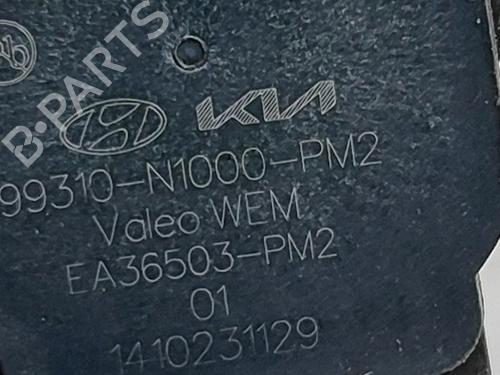 B-PARTS
KIA
99310-N1000-PM2
Valeo WEM
EA36503-PM2
01
1410231129